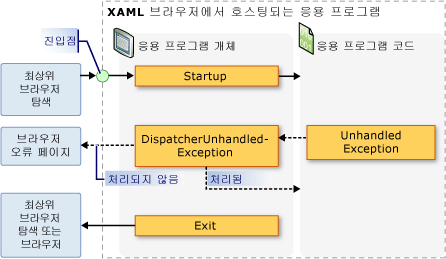 XAML 브라우저에서 호스팅되는 응용 프로그램
진입점
응용 프로그램 개체
응용 프로그램 코드
최상위
브라우저
탐색
Startup
브라우저
오류 페이지
DispatcherUnhandled-
Exception
Unhandled
Exception
처리되지 않음
처리됨
최상위
브라우저
탐색 또는
브라우저
Exit